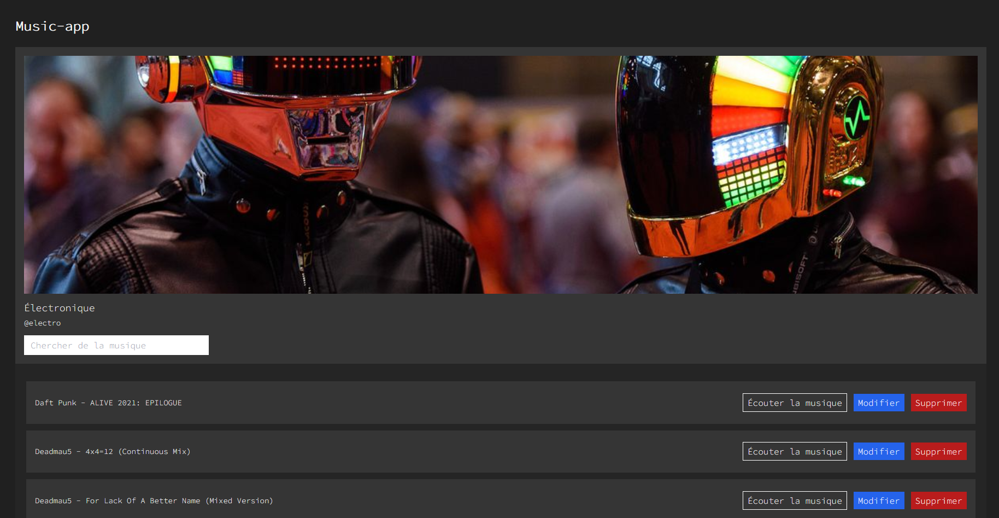 Music-app
UBISOFT
Électronique
@electro
Chercher de la musique
Daft Punk - ALIVE 2021: EPILOGUE
Écouter la musique
Modifier
Supprimer
Deadmau5 - 4x4=12 (Continuous Mix)
Écouter la musique
Modifier
Supprimer
Deadmau5 - For Lack Of A Better Name (Mixed Version)
Écouter la musique
Modifier
Supprimer